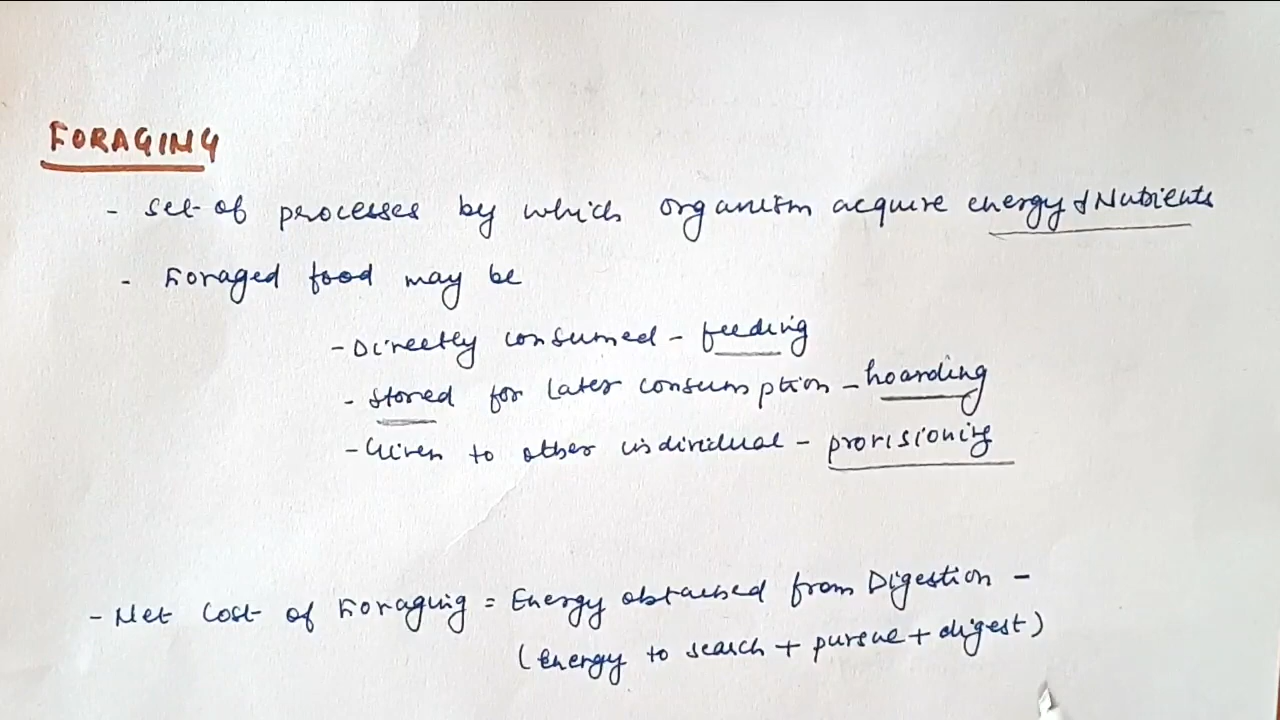 FORAGING
- Set of processes by which organism acquire energy & Nutrients
- Foraged food may be
- Directly consumed - feeding
- Stored for later consumption - hoarding
- Given to other individual - provisioning
- Net Cost of Foraging = Energy obtained from Digestion -
(Energy to search + pursue + digest)